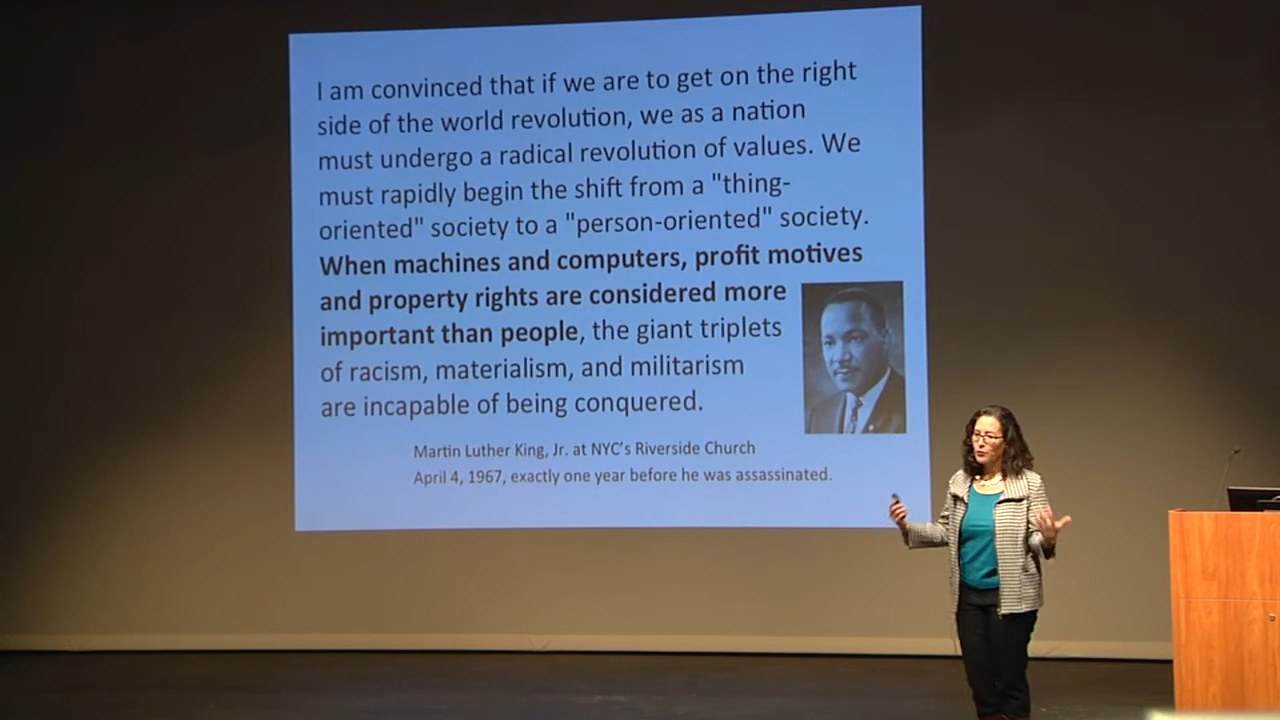 I am convinced that if we are to get on the right
side of the world revolution, we as a nation
must undergo a radical revolution of values. We
must rapidly begin the shift from a "thing-
oriented" society to a "person-oriented" society.
When machines and computers, profit motives
and property rights are considered more
important than people, the giant triplets
of racism, materialism, and militarism
are incapable of being conquered.
Martin Luther King, Jr. at NYC's Riverside Church
April 4, 1967, exactly one year before he was assassinated.